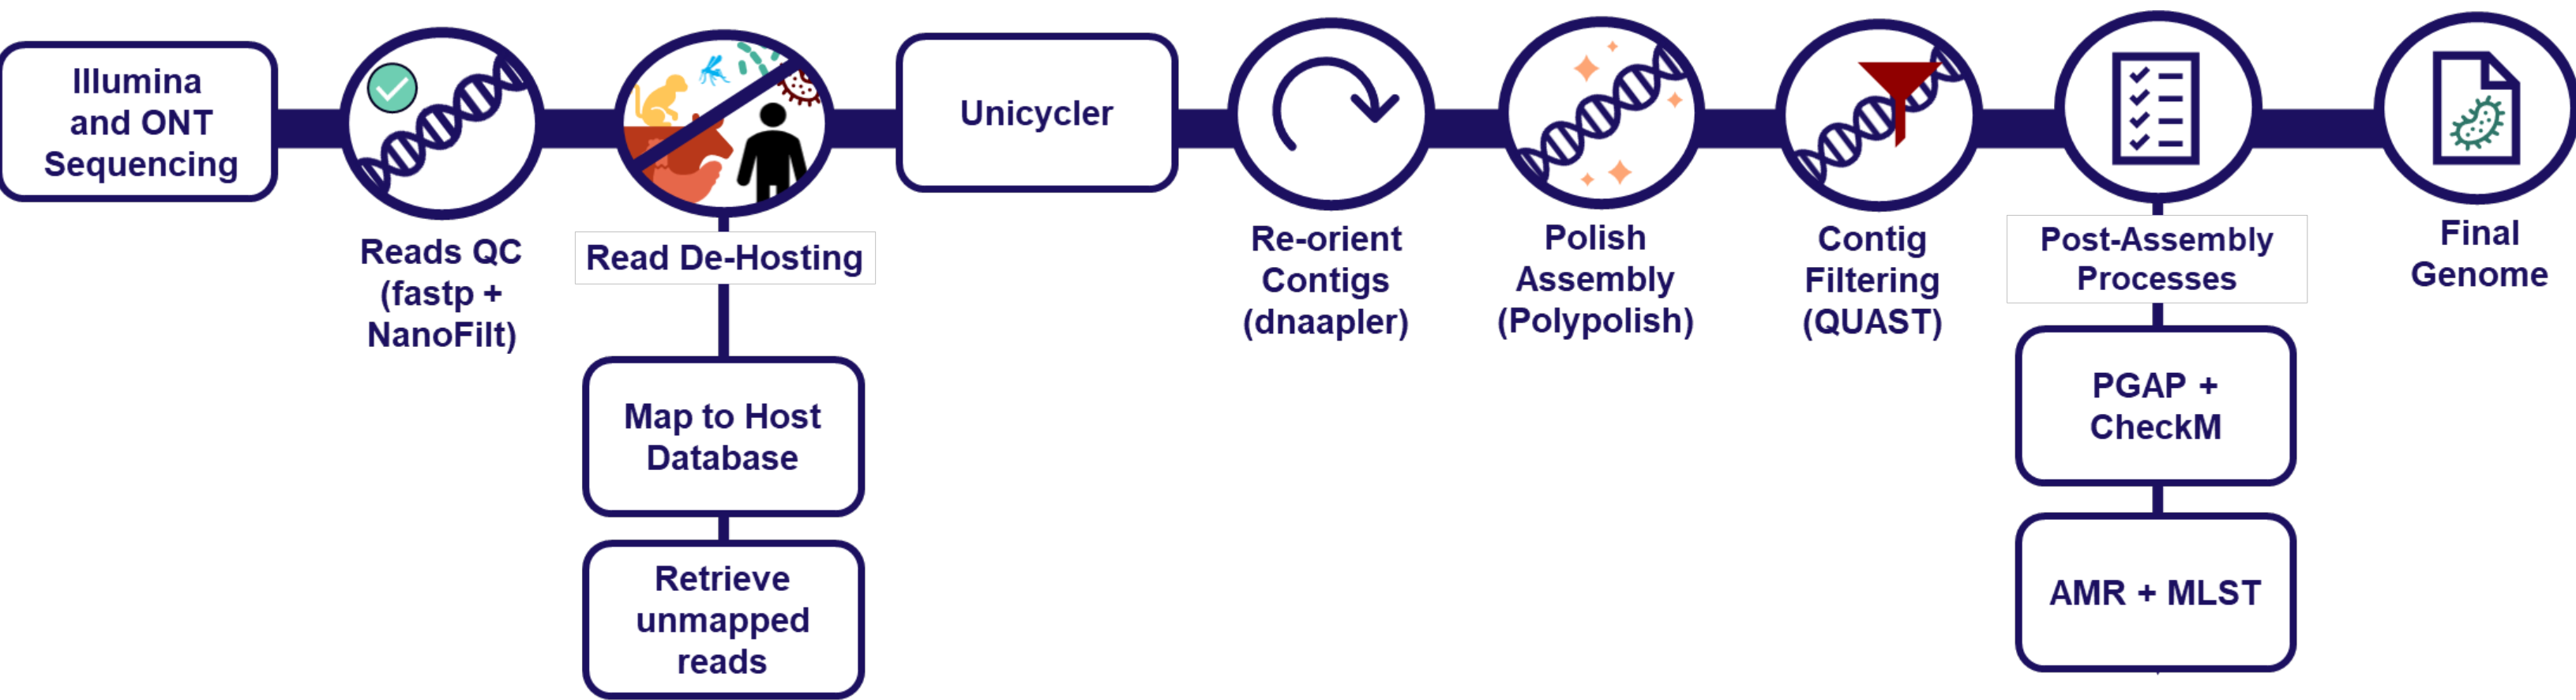 Illumina
and ONT
Sequencing
Reads QC
(fastp +
NanoFilt)
Read De-Hosting
Map to Host
Database
Retrieve
unmapped
reads
Unicycler
Re-orient
Contigs
(dnaapler)
Polish
Assembly
(Polypolish)
Contig
Filtering
(QUAST)
Post-Assembly
Processes
PGAP +
CheckM
AMR + MLST
Final
Genome